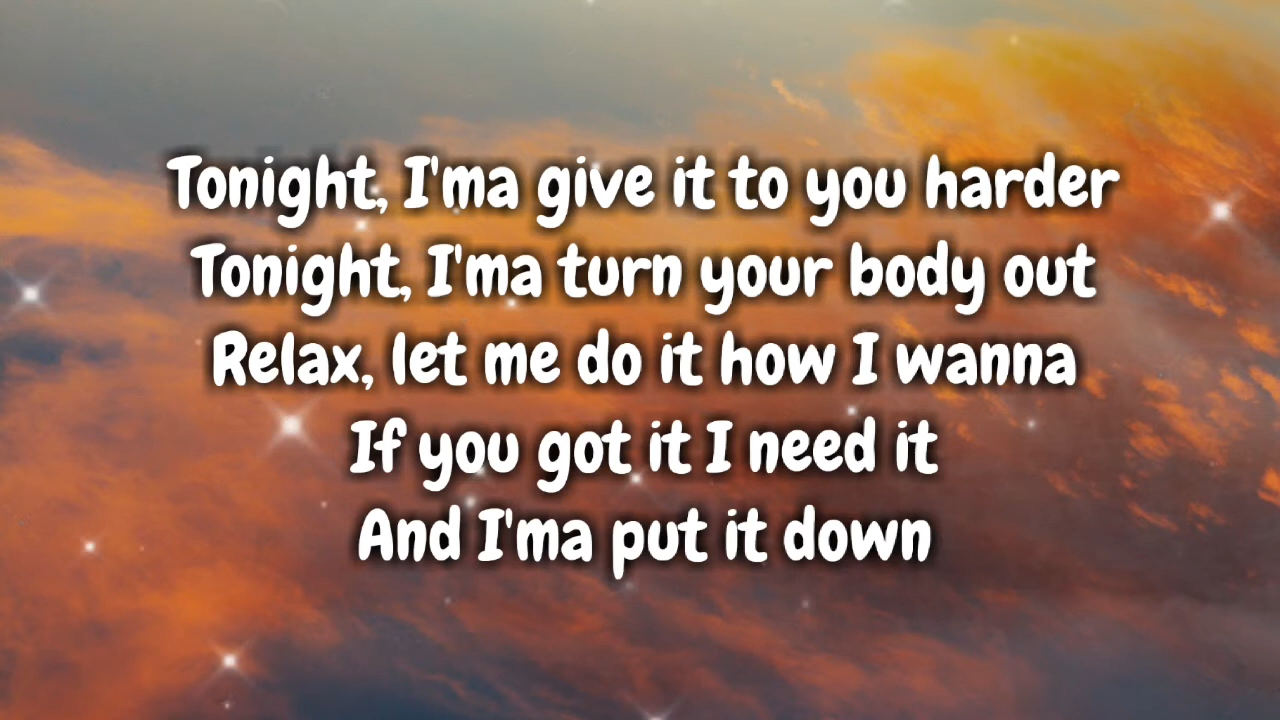 Tonight, I'ma give it to you harder
Tonight, I'ma turn your body out
Relax, let me do it how I wanna
If you got it I need it
And I'ma put it down